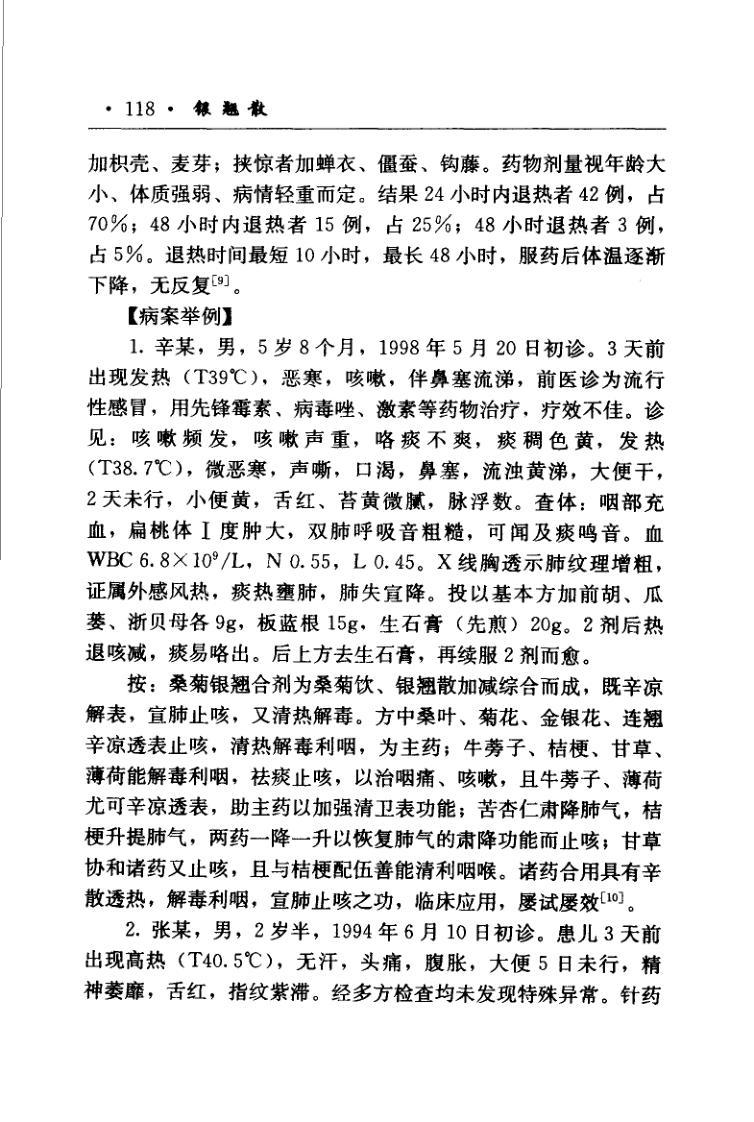 · 118 · 银翘散
加枳壳、麦芽；挟惊者加蝉衣、僵蚕、钩藤。药物剂量视年龄大
小、体质强弱、病情轻重而定。结果 24 小时内退热者 42 例，占
70%；48 小时内退热者 15 例，占 25%；48 小时退热者 3 例，
占 5%。退热时间最短 10 小时，最长 48 小时，服药后体温逐渐
下降，无反复[9]。
【病案举例】
1. 辛某，男，5 岁 8 个月，1998 年 5 月 20 日初诊。3 天前
出现发热（T39℃），恶寒，咳嗽，伴鼻塞流涕，前医诊为流行
性感冒，用先锋霉素、病毒唑、激素等药物治疗，疗效不佳。诊
见：咳嗽频发，咳嗽声重，咯痰不爽，痰稠色黄，发热
（T38.7℃），微恶寒，声嘶，口渴，鼻塞，流浊黄涕，大便干，
2 天未行，小便黄，舌红、苔黄微腻，脉浮数。查体：咽部充
血，扁桃体 Ⅰ 度肿大，双肺呼吸音粗糙，可闻及痰鸣音。血
WBC 6.8×10⁹/L，N 0.55，L 0.45。X 线胸透示肺纹理增粗，
证属外感风热，痰热壅肺，肺失宣降。投以基本方加前胡、瓜
蒌、浙贝母各 9g，板蓝根 15g，生石膏（先煎）20g。2 剂后热
退咳减，痰易咯出。后上方去生石膏，再续服 2 剂而愈。
按：桑菊银翘合剂为桑菊饮、银翘散加减综合而成，既辛凉
解表，宣肺止咳，又清热解毒。方中桑叶、菊花、金银花、连翘
辛凉透表止咳，清热解毒利咽，为主药；牛蒡子、桔梗、甘草、
薄荷能解毒利咽，祛痰止咳，以治咽痛、咳嗽，且牛蒡子、薄荷
尤可辛凉透表，助主药以加强清卫表功能；苦杏仁肃降肺气，桔
梗升提肺气，两药一降一升以恢复肺气的肃降功能而止咳；甘草
协和诸药又止咳，且与桔梗配伍善能清利咽喉。诸药合用具有辛
散透热，解毒利咽，宣肺止咳之功，临床应用，屡试屡效[10]。
2. 张某，男，2 岁半，1994 年 6 月 10 日初诊。患儿 3 天前
出现高热（T40.5℃），无汗，头痛，腹胀，大便 5 日未行，精
神萎靡，舌红，指纹紫滞。经多方检查均未发现特殊异常。针药